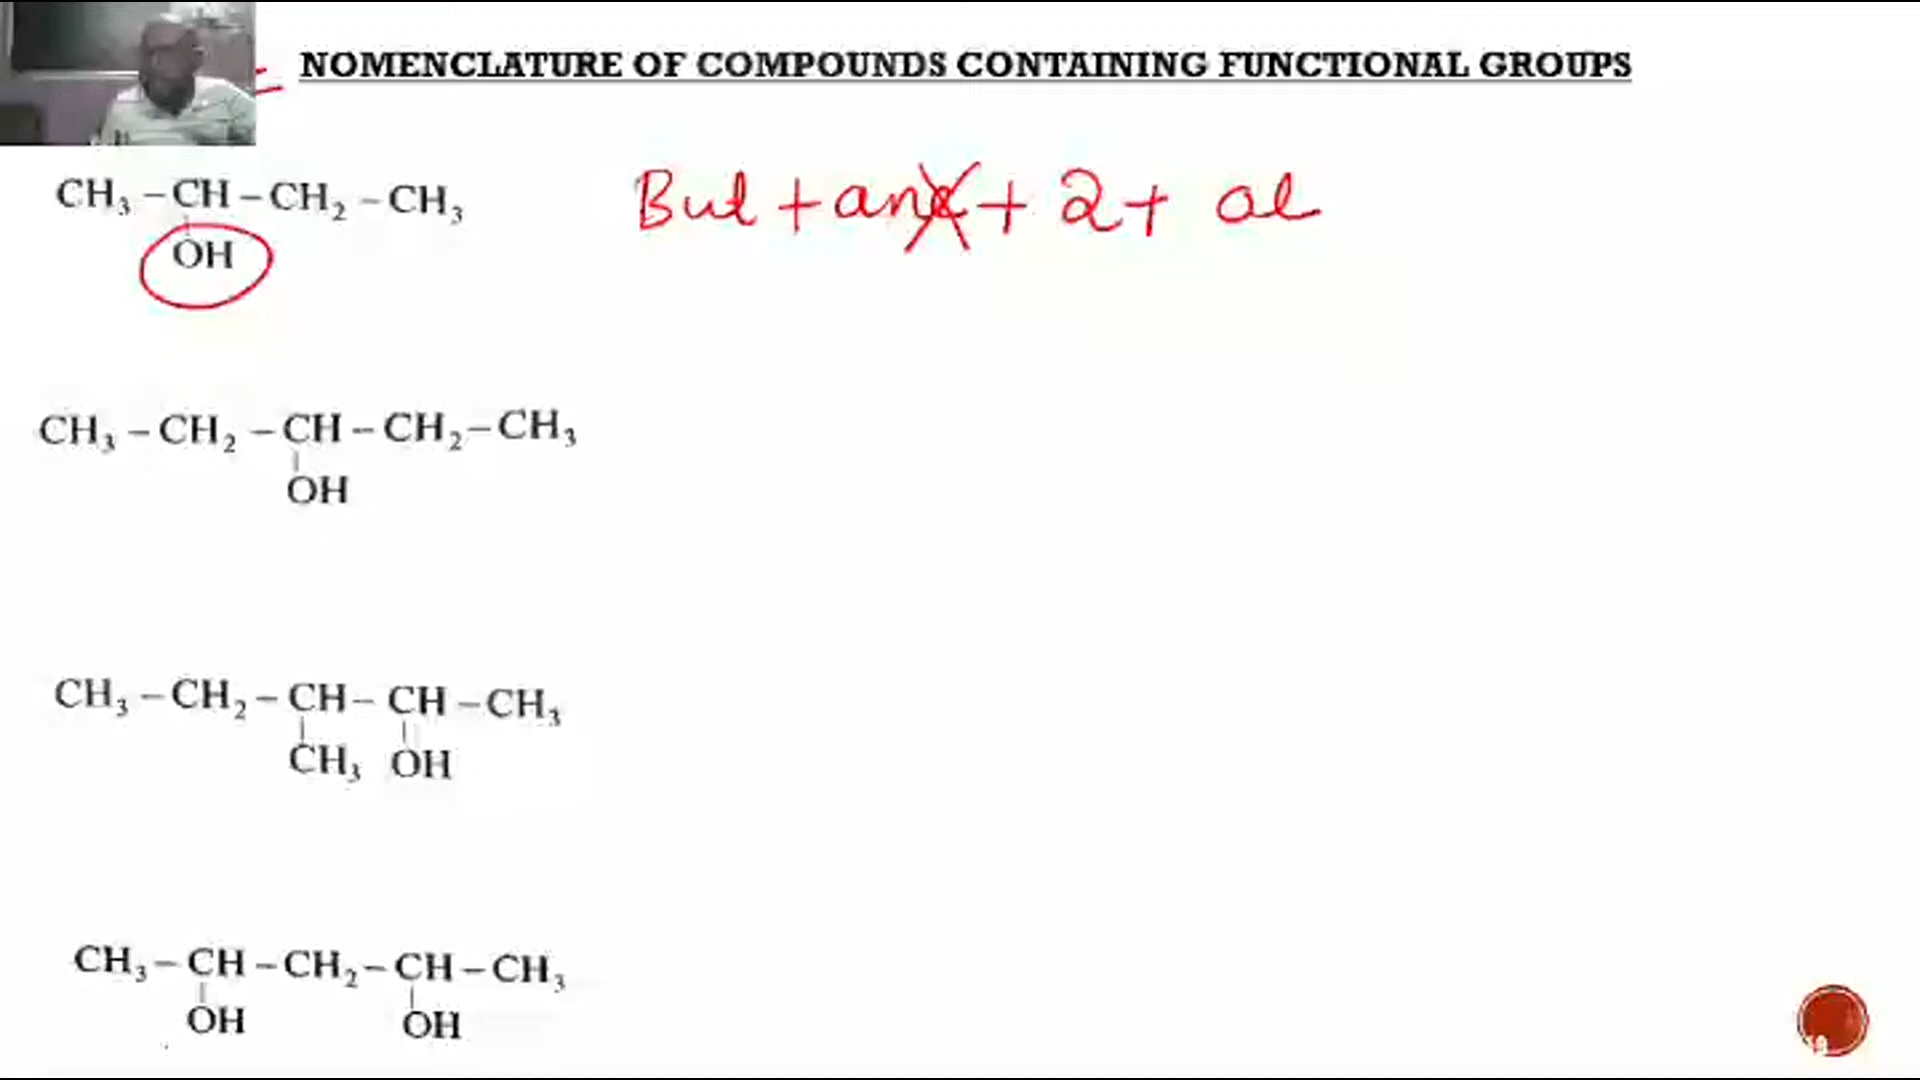 NOMENCLATURE OF COMPOUNDS CONTAINING FUNCTIONAL GROUPS
CH₃ – CH – CH₂ – CH₃
OH
But + ane + 2 + ol
CH₃ – CH₂ – CH – CH₂ – CH₃
OH
CH₃ – CH₂ – CH – CH – CH₃
CH₃ OH
CH₃ – CH – CH₂ – CH – CH₃
OH OH